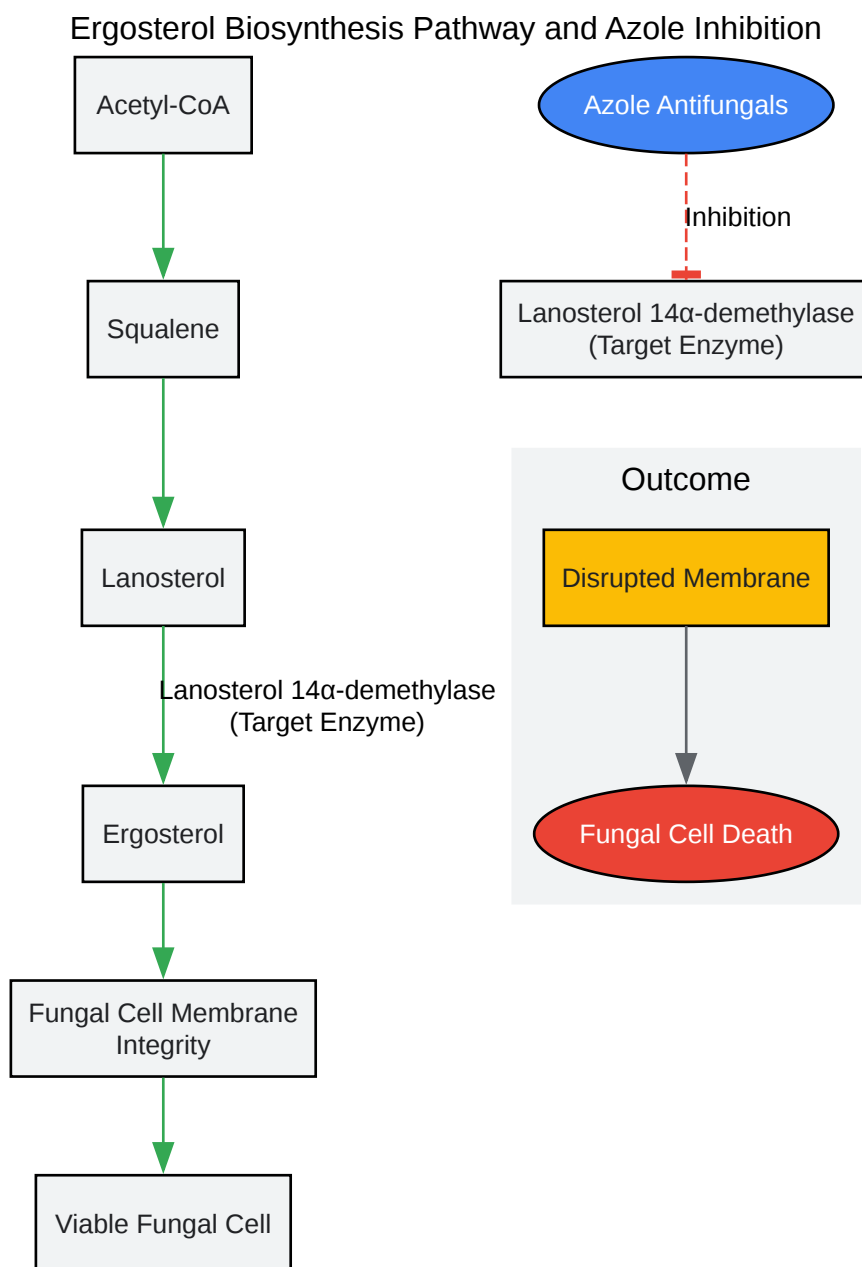 Ergosterol Biosynthesis Pathway and Azole Inhibition
Acetyl-CoA
Azole Antifungals
Inhibition
Squalene
Lanosterol 14α-demethylase
(Target Enzyme)
Outcome
Lanosterol
Disrupted Membrane
Lanosterol 14α-demethylase
(Target Enzyme)
Ergosterol
Fungal Cell Death
Fungal Cell Membrane
Integrity
Viable Fungal Cell